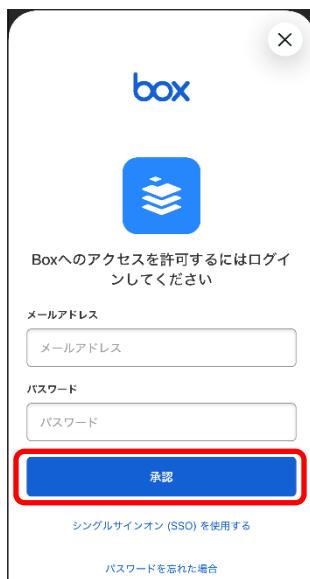 box
Boxへのアクセスを許可するにはログイ
ンしてください
メールアドレス
メールアドレス
パスワード
パスワード
承認
シングルサインオン (SSO) を使用する
パスワードを忘れた場合